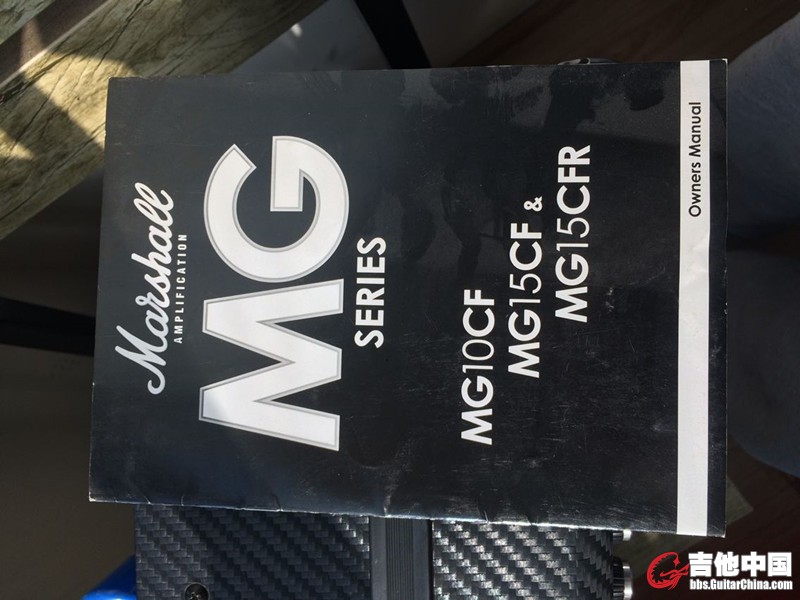 Marshall
AMPLIFICATION
MG
SERIES
MG10CF
MG15CF &
MG15CFR
Owners Manual
吉他中国
bbs.GuitarChina.com